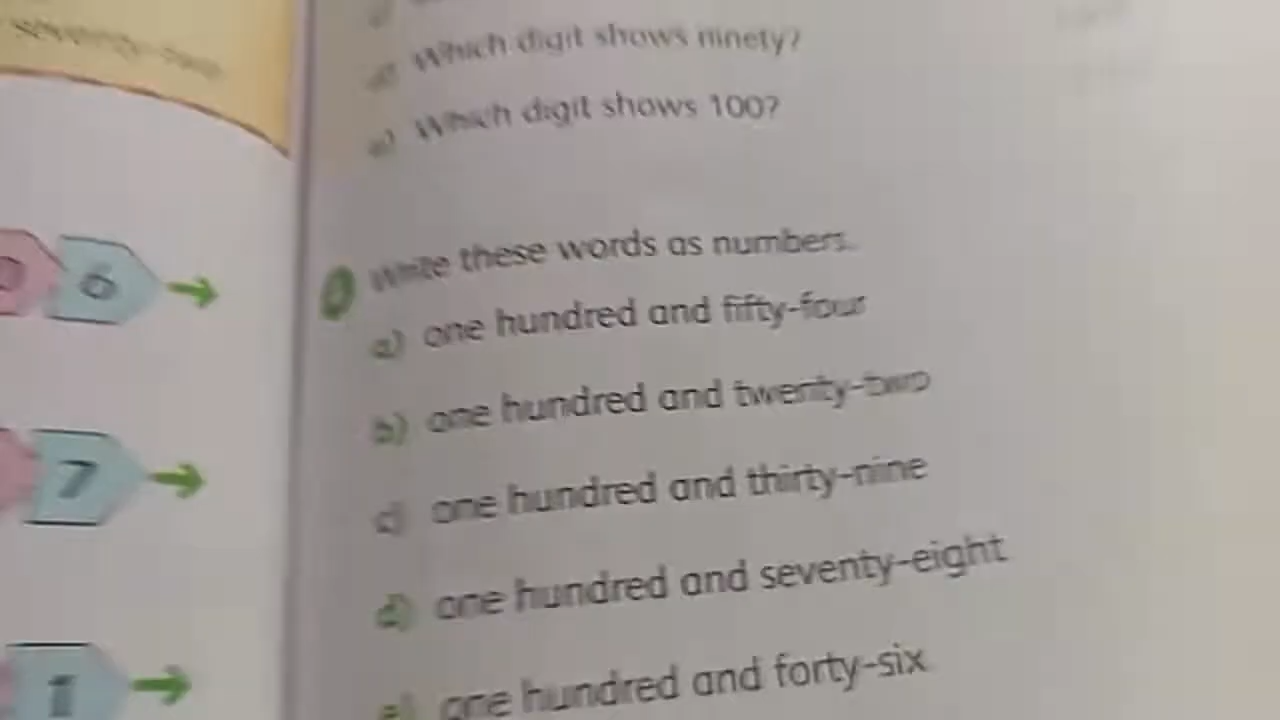 seventy-two
d) Which digit shows ninety?
e) Which digit shows 100?
Write these words as numbers.
a) one hundred and fifty-four
b) one hundred and twenty-two
c) one hundred and thirty-nine
d) one hundred and seventy-eight
e) one hundred and forty-six
6
7
1